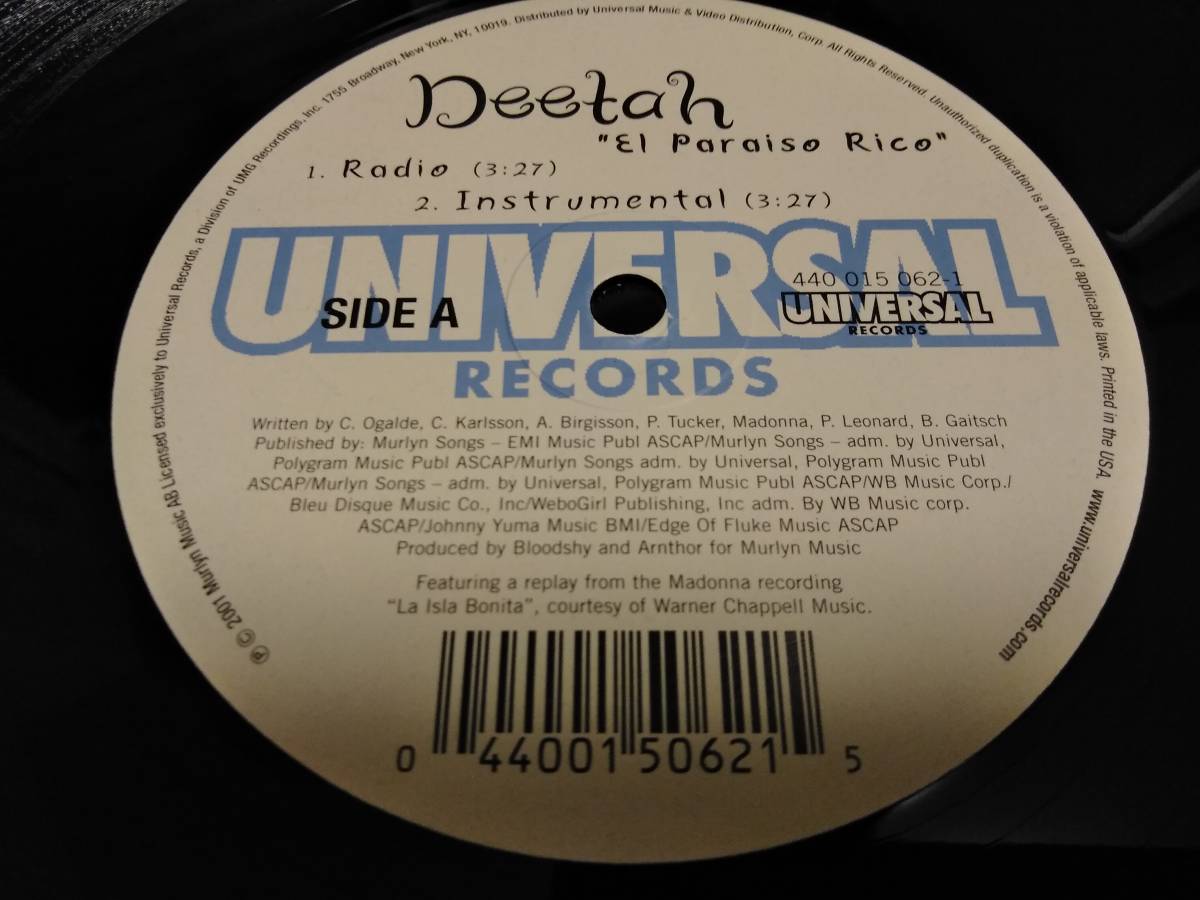 Deetah
"El Paraiso Rico"
1. Radio (3:27)
2. Instrumental (3:27)
UNIVERSAL
RECORDS
SIDE A
440 015 062-1
UNIVERSAL
RECORDS
Written by C. Ogalde, C. Karlsson, A. Birgisson, P. Tucker, Madonna, P. Leonard, B. Gaitsch
Published by: Murlyn Songs – EMI Music Publ ASCAP/Murlyn Songs – adm. by Universal,
Polygram Music Publ ASCAP/Murlyn Songs adm. by Universal, Polygram Music Publ
ASCAP/Murlyn Songs – adm. by Universal, Polygram Music Publ ASCAP/WB Music Corp./
Bleu Disque Music Co., Inc/WeboGirl Publishing, Inc adm. By WB Music corp.
ASCAP/Johnny Yuma Music BMI/Edge Of Fluke Music ASCAP
Produced by Bloodshy and Arnthor for Murlyn Music
Featuring a replay from the Madonna recording
"La Isla Bonita", courtesy of Warner Chappell Music.
0 44001 50621 5
℗ © 2001 Murlyn Music AB Licensed exclusively to Universal Records, a Division of UMG Recordings, Inc. 1755 Broadway, New York, NY, 10019. Distributed by Universal Music & Video Distribution, Corp. All Rights Reserved. Unauthorized duplication is a violation of applicable laws. Printed in the USA. www.universalrecords.com